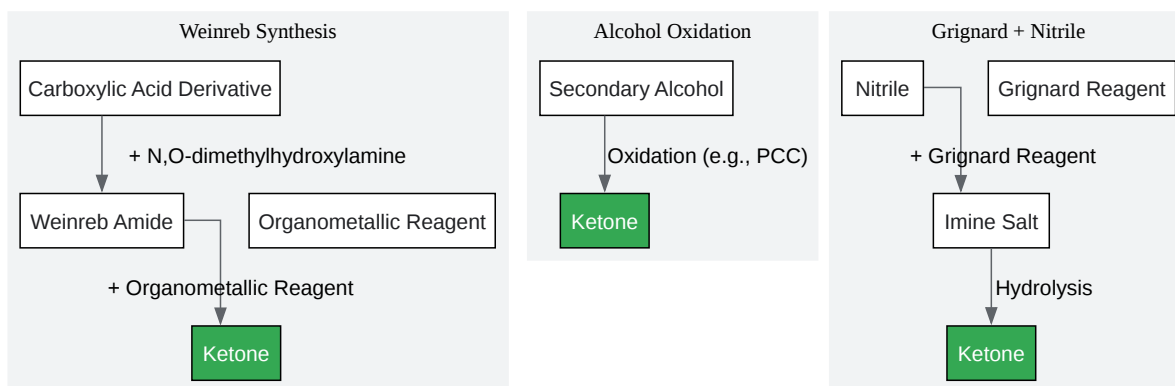 Weinreb Synthesis
Carboxylic Acid Derivative
+ N,O-dimethylhydroxylamine
Weinreb Amide
Organometallic Reagent
+ Organometallic Reagent
Ketone
Alcohol Oxidation
Secondary Alcohol
Oxidation (e.g., PCC)
Ketone
Grignard + Nitrile
Nitrile
Grignard Reagent
+ Grignard Reagent
Imine Salt
Hydrolysis
Ketone